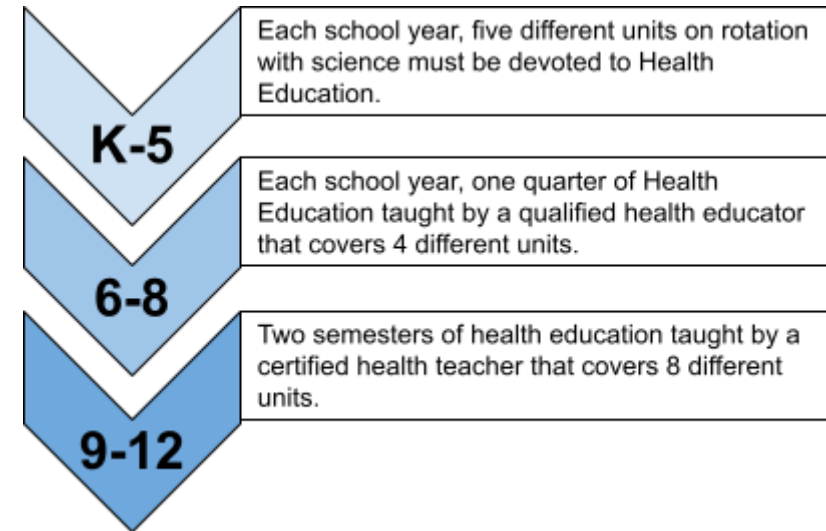 K-5
Each school year, five different units on rotation
with science must be devoted to Health
Education.
6-8
Each school year, one quarter of Health
Education taught by a qualified health educator
that covers 4 different units.
9-12
Two semesters of health education taught by a
certified health teacher that covers 8 different
units.